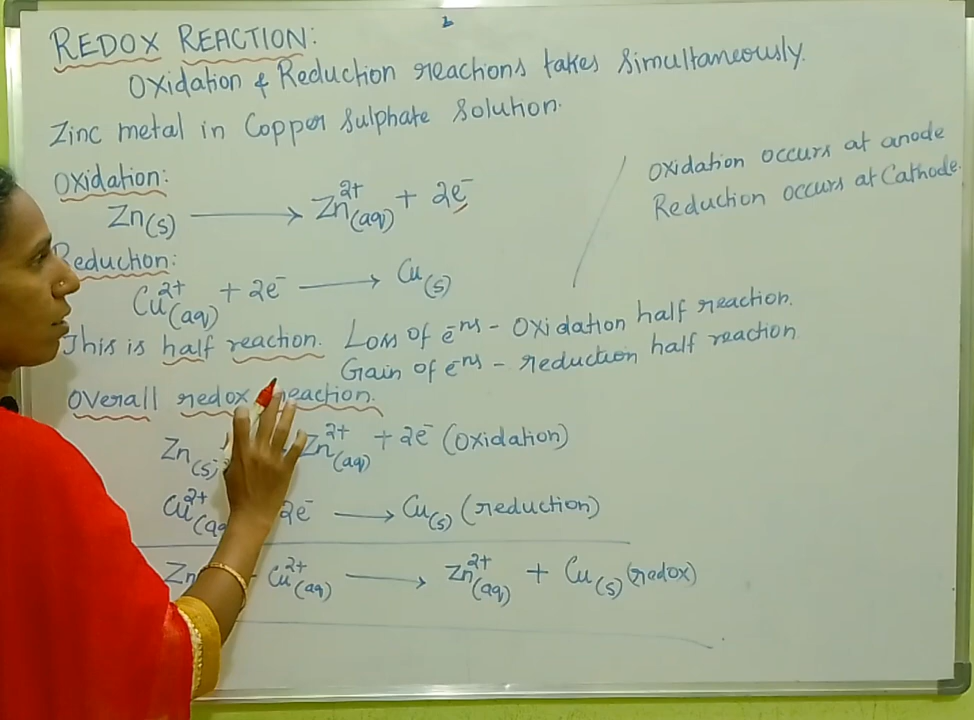 REDOX REACTION:
Oxidation & Reduction reactions takes simultaneously.
Zinc metal in Copper Sulphate Solution.
Oxidation:
Zn(s) ⟶ Zn²⁺(aq) + 2e⁻
Oxidation occurs at anode
Reduction occurs at Cathode.
Reduction:
Cu²⁺(aq) + 2e⁻ ⟶ Cu(s)
This is half reaction. Loss of e⁻ns - Oxidation half reaction.
Gain of e⁻ns - reduction half reaction
Overall redox reaction.
Zn(s) Zn²⁺(aq) + 2e⁻ (Oxidation)
Cu²⁺(aq 2e⁻ ⟶ Cu(s) (reduction)
Zn Cu²⁺(aq) ⟶ Zn²⁺(aq) + Cu(s) (redox)